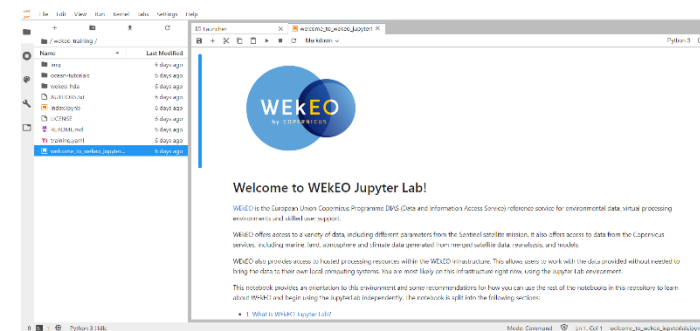 File Edit View Run Kernel Tabs Settings Help
/ wekeo-training /
Name Last Modified
img 6 days ago
ocean-tutorials 6 days ago
wekeo-hda 6 days ago
AUTHORS.txt 6 days ago
index.ipynb 6 days ago
LICENSE 6 days ago
README.md 6 days ago
training.yaml 6 days ago
welcome_to_wekeo_jupyter... 6 days ago
Launcher
welcome_to_wekeo_jupyterl
Markdown
Python 3
WEkEO
by COPERNICUS
Welcome to WEkEO Jupyter Lab!
WEkEO is the European Union Copernicus Programme DIAS (Data and Information Access Service) reference service for environmental data, virtual processing
environments and skilled user support.
WEkEO offers access to a variety of data, including different parameters from the Sentinel satellite mission. It also offers access to data from the Copernicus
services, including marine, land, atmosphere and climate data generated from merged satellite data, reanalysis, and models.
WEkEO also provides access to hosted processing resources within the WEkEO infrastructure. This allows users to work with the data provided without needed to
bring the data to their own local computing systems. You are most likely on this infrastructure right now, using the Jupyter Lab environment.
This notebook provides an orientation to this environment and some recommendations for how you can use the rest of the notebooks in this repository to learn
about WEkEO and begin using the JupyterLab independently. The notebook is split into the following sections:
• 1. What is WEkEO Jupyter Lab?
0 1 Python 3 | Idle
Mode: Command Ln 1, Col 1